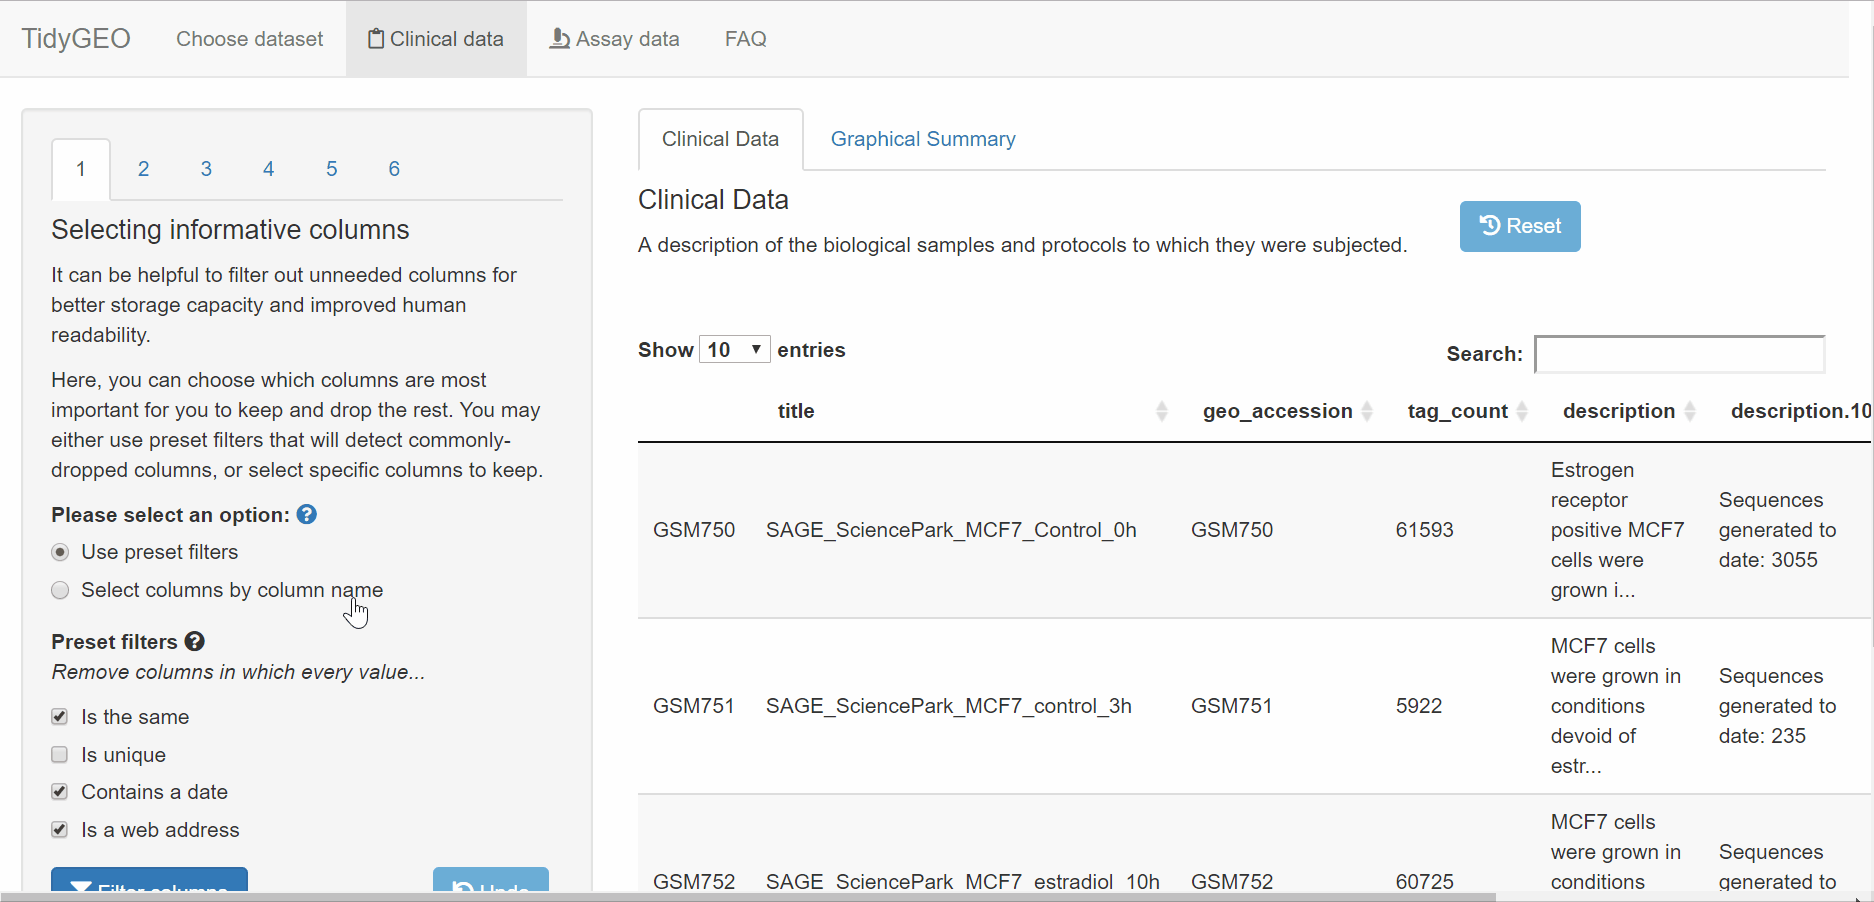 TidyGEO Choose dataset Clinical data Assay data FAQ
1 2 3 4 5 6
Selecting informative columns
It can be helpful to filter out unneeded columns for
better storage capacity and improved human
readability.
Here, you can choose which columns are most
important for you to keep and drop the rest. You may
either use preset filters that will detect commonly-
dropped columns, or select specific columns to keep.
Please select an option: ?
Use preset filters
Select columns by column name
Preset filters ?
Remove columns in which every value...
Is the same
Is unique
Contains a date
Is a web address
Filter columns Undo
Clinical Data Graphical Summary
Clinical Data
A description of the biological samples and protocols to which they were subjected.
Reset
Show 10 entries
Search:
title geo_accession tag_count description description.10
GSM750 SAGE_SciencePark_MCF7_Control_0h GSM750 61593
Estrogen
receptor
positive MCF7
cells were
grown i...
Sequences
generated to
date: 3055
GSM751 SAGE_SciencePark_MCF7_control_3h GSM751 5922
MCF7 cells
were grown in
conditions
devoid of
estr...
Sequences
generated to
date: 235
GSM752 SAGE_SciencePark_MCF7_estradiol_10h GSM752 60725
MCF7 cells
were grown in
conditions
Sequences
generated to